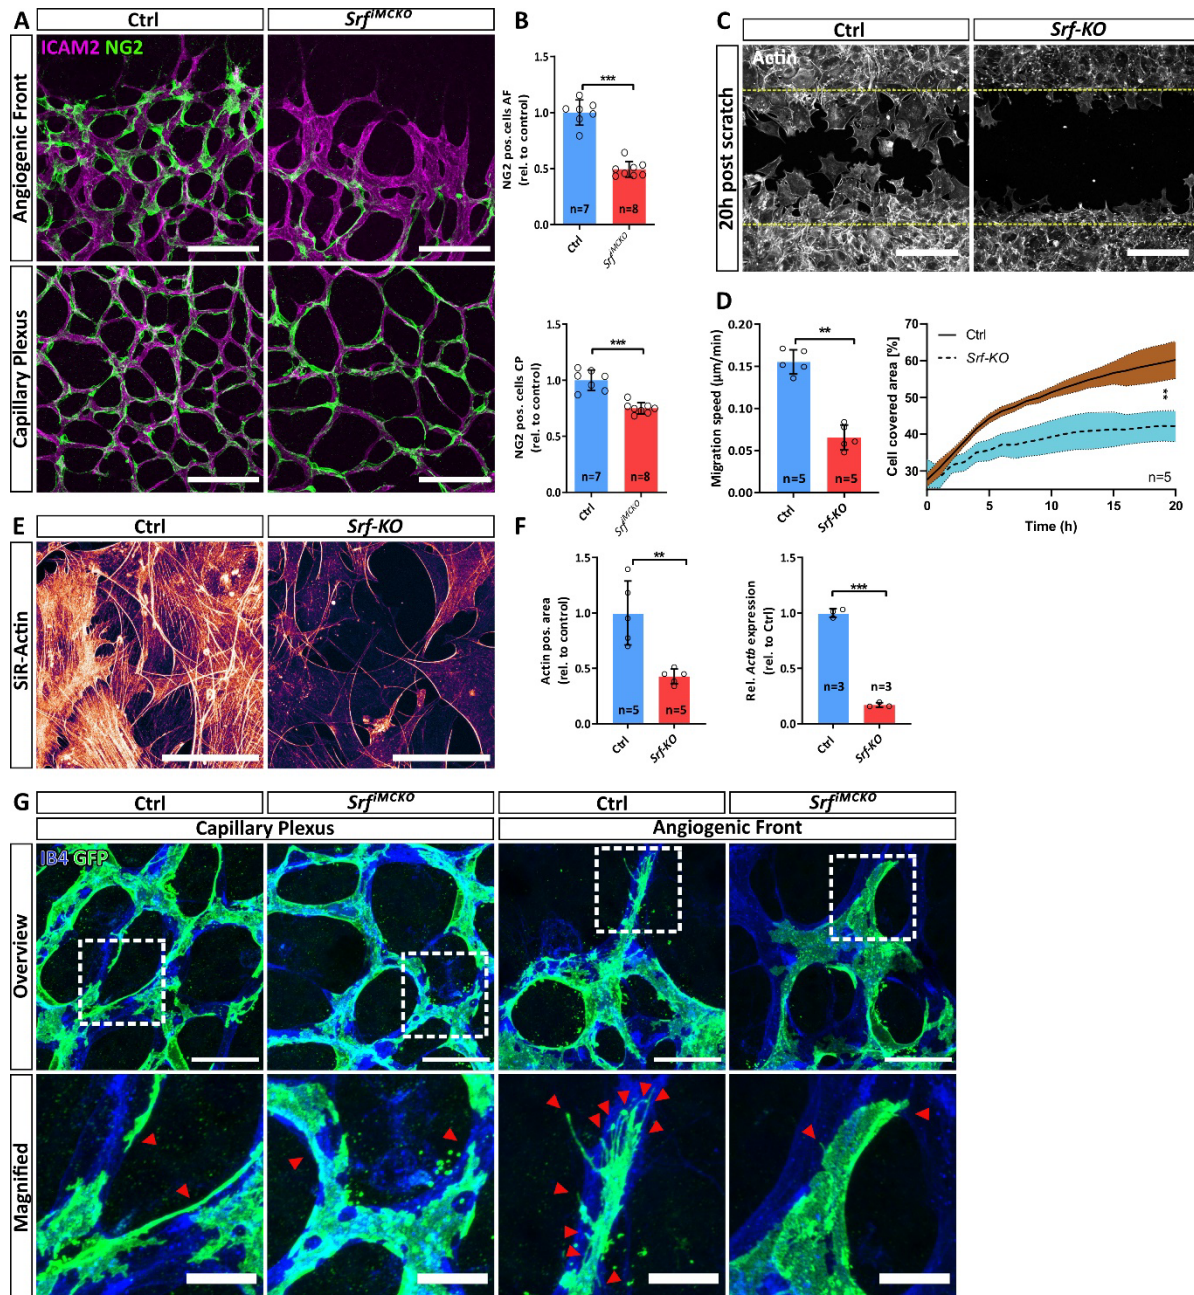 A
Ctrl
Srf^iMCKO
Angiogenic Front
ICAM2 NG2
Capillary Plexus
B
NG2 pos. cells AF
(rel. to control)
1.5
1.0
0.5
0.0
***
n=7
n=8
Ctrl
Srf^iMCKO
NG2 pos. cells CP
(rel. to control)
1.5
1.0
0.5
0.0
***
n=7
n=8
Ctrl
Srf^iMCKO
C
Ctrl
Srf-KO
20h post scratch
Actin
D
Migration speed (µm/min)
0.20
0.15
0.10
0.05
0.00
**
n=5
n=5
Ctrl
Srf-KO
Cell covered area [%]
70
60
50
40
30
Ctrl
Srf-KO
**
n=5
0
5
10
15
20
Time (h)
E
Ctrl
Srf-KO
SiR-Actin
F
Actin pos. area
(rel. to control)
1.5
1.0
0.5
0.0
**
n=5
n=5
Ctrl
Srf-KO
Rel. Actb expression
(rel. to Ctrl)
1.5
1.0
0.5
0.0
***
n=3
n=3
Ctrl
Srf-KO
G
Ctrl
Srf^iMCKO
Ctrl
Srf^iMCKO
Capillary Plexus
Angiogenic Front
Overview
IB4 GFP
Magnified